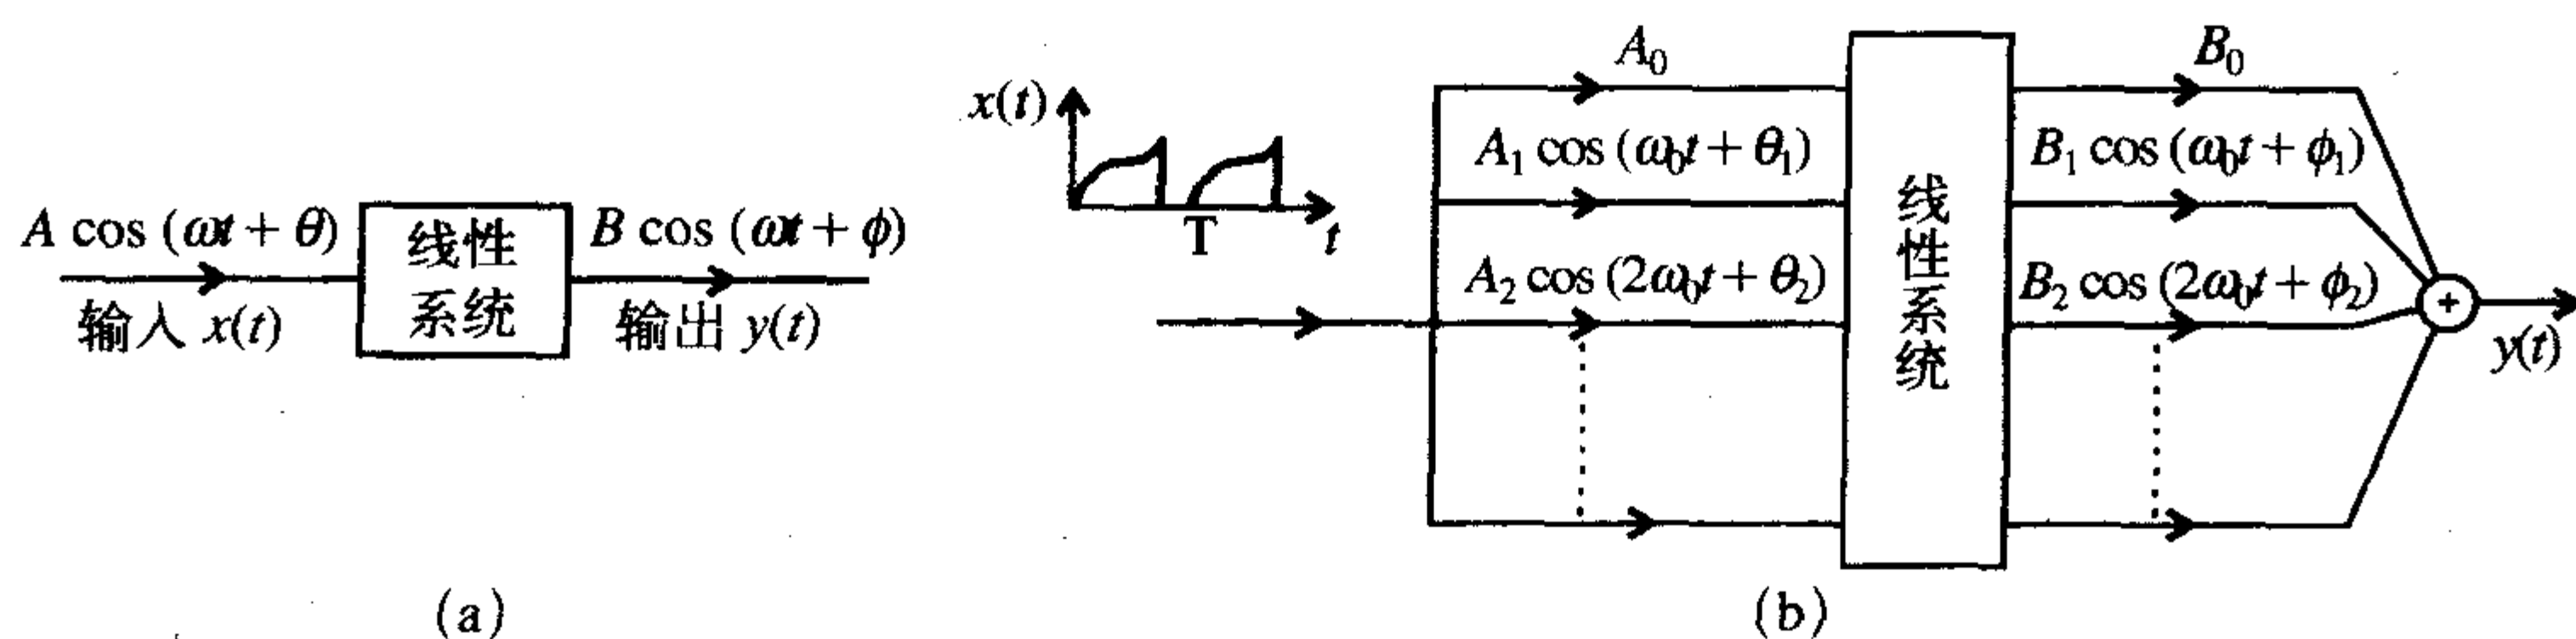 A cos (ωt + θ)
线性
系统
B cos (ωt + ϕ)
输入 x(t)
输出 y(t)
(a)
x(t)
T
t
A₀
A₁ cos (ω₀t + θ₁)
A₂ cos (2ω₀t + θ₂)
线
性
系
统
B₀
B₁ cos (ω₀t + ϕ₁)
B₂ cos (2ω₀t + ϕ₂)
+
y(t)
(b)